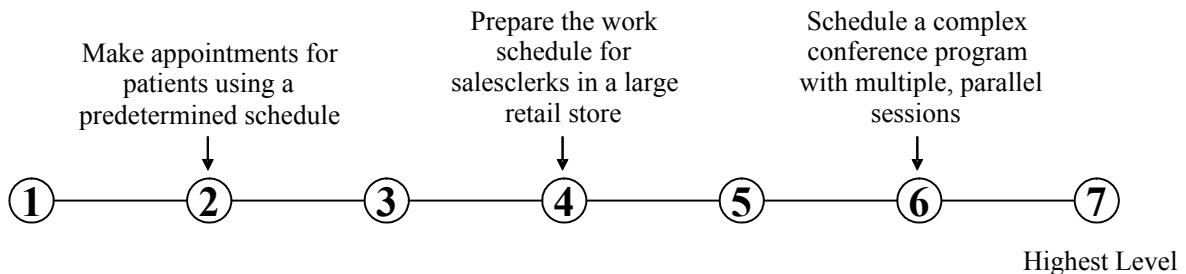 Make appointments for
patients using a
predetermined schedule
Prepare the work
schedule for
salesclerks in a large
retail store
Schedule a complex
conference program
with multiple, parallel
sessions
1 2 3 4 5 6 7
Highest Level